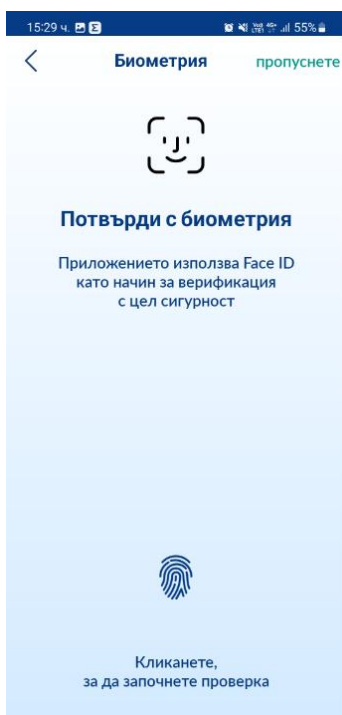 15:29 ч. 55%
Биометрия пропуснете
Потвърди с биометрия
Приложението използва Face ID
като начин за верификация
с цел сигурност
Кликанете,
за да започнете проверка